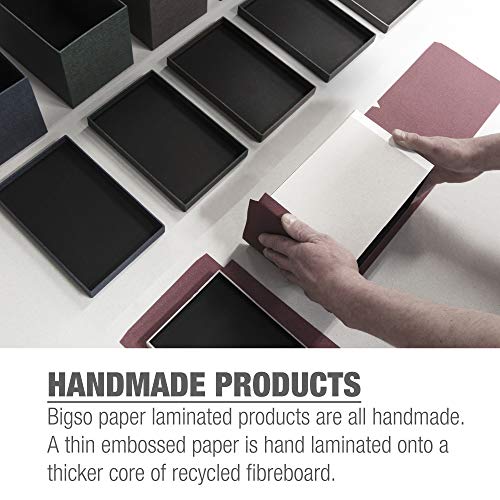 HANDMADE PRODUCTS
Bigso paper laminated products are all handmade.
A thin embossed paper is hand laminated onto a
thicker core of recycled fibreboard.